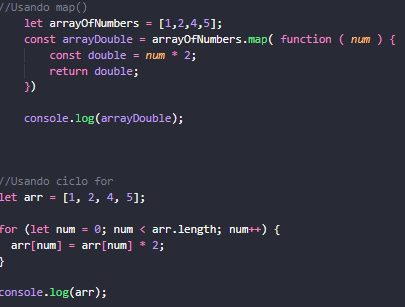 //Usando map()
let arrayOfNumbers = [1,2,4,5];
const arrayDouble = arrayOfNumbers.map( function ( num ) {
const double = num * 2;
return double;
})
console.log(arrayDouble);
//Usando ciclo for
let arr = [1, 2, 4, 5];
for (let num = 0; num < arr.length; num++) {
arr[num] = arr[num] * 2;
}
console.log(arr);